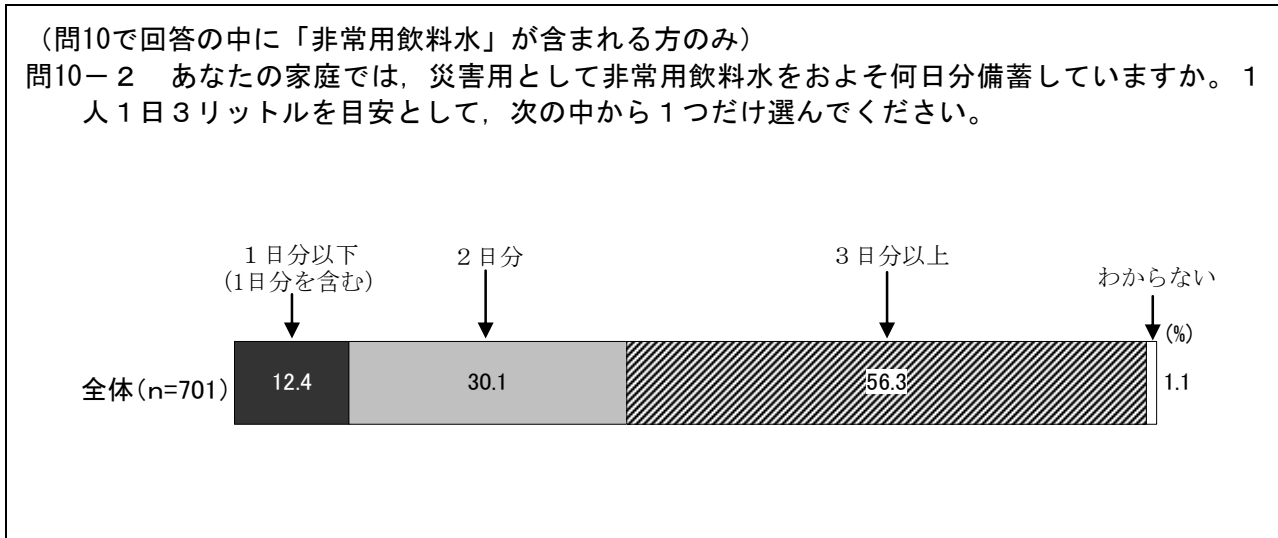 （問10で回答の中に「非常用飲料水」が含まれる方のみ）
問10－２　あなたの家庭では，災害用として非常用飲料水をおよそ何日分備蓄していますか。１
人１日３リットルを目安として，次の中から１つだけ選んでください。
１日分以下
(1日分を含む)
２日分
３日分以上
わからない
(%)
全体(n=701)
12.4
30.1
56.3
1.1